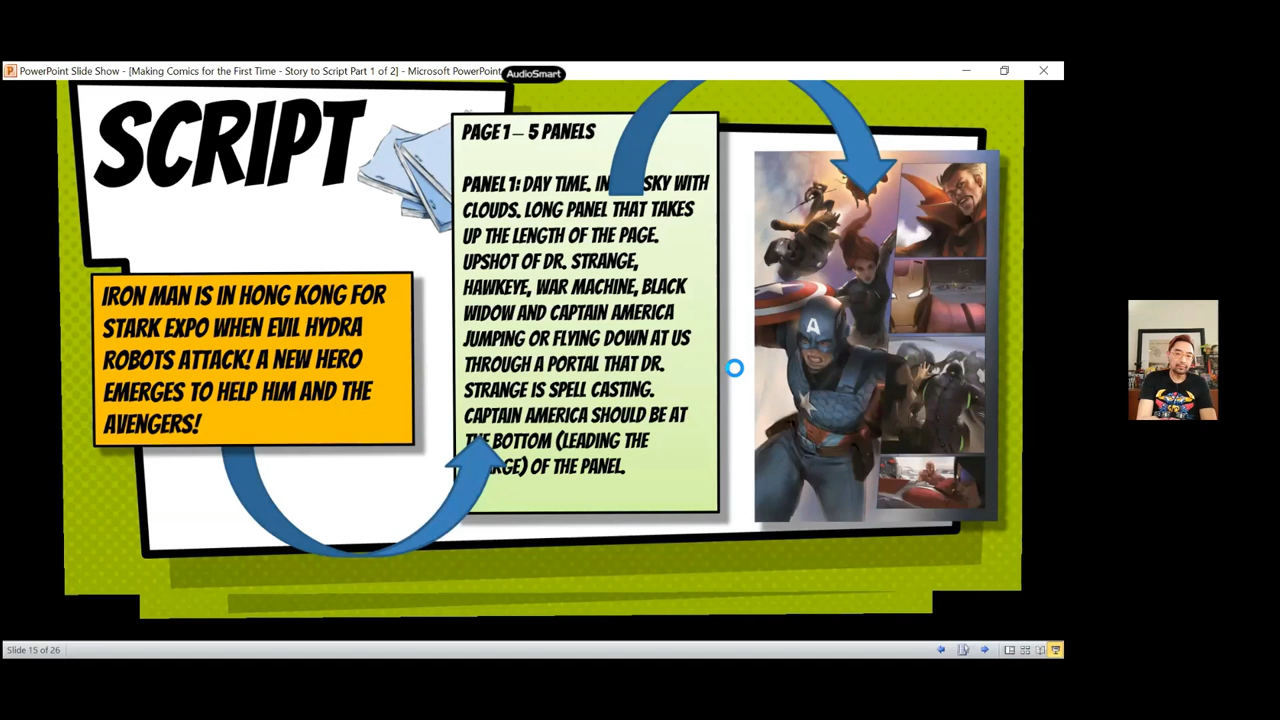 PowerPoint Slide Show - [Making Comics for the First Time - Story to Script Part 1 of 2] - Microsoft PowerPoint
AudioSmart
SCRIPT
IRON MAN IS IN HONG KONG FOR
STARK EXPO WHEN EVIL HYDRA
ROBOTS ATTACK! A NEW HERO
EMERGES TO HELP HIM AND THE
AVENGERS!
PAGE 1 – 5 PANELS
PANEL 1: DAY TIME. IN SKY WITH
CLOUDS. LONG PANEL THAT TAKES
UP THE LENGTH OF THE PAGE.
UPSHOT OF DR. STRANGE,
HAWKEYE, WAR MACHINE, BLACK
WIDOW AND CAPTAIN AMERICA
JUMPING OR FLYING DOWN AT US
THROUGH A PORTAL THAT DR.
STRANGE IS SPELL CASTING.
CAPTAIN AMERICA SHOULD BE AT
THE BOTTOM (LEADING THE
OF THE PANEL.
A
Slide 15 of 26